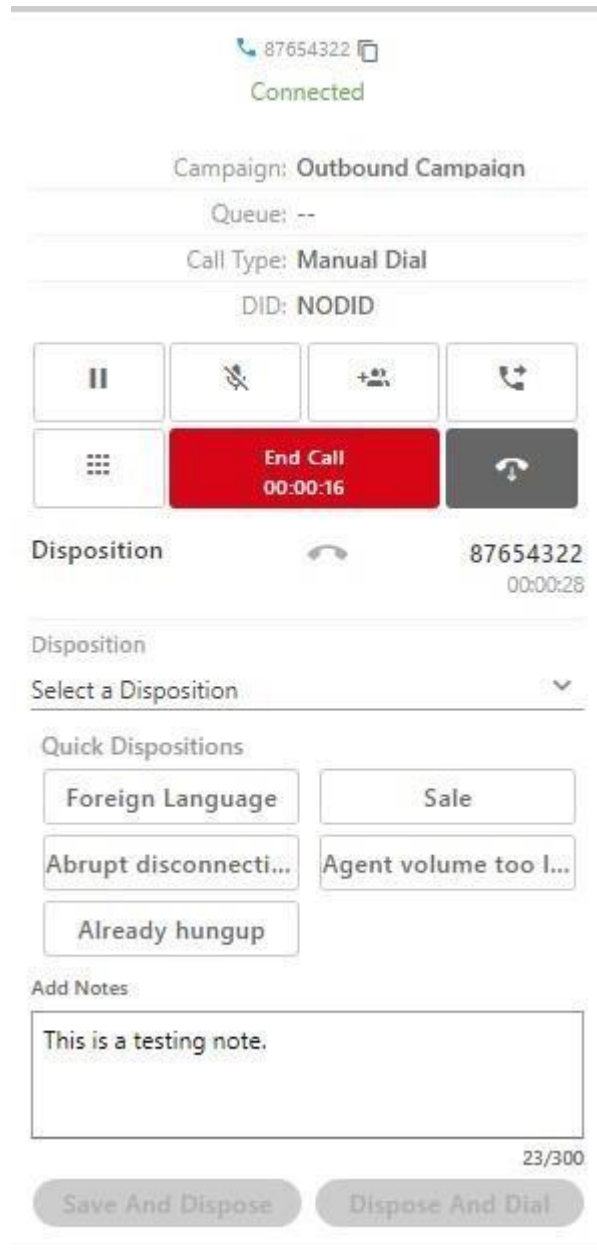 87654322
Connected
Campaign: Outbound Campaign
Queue: --
Call Type: Manual Dial
DID: NODID
End Call
00:00:16
Disposition 87654322
00:00:28
Disposition
Select a Disposition
Quick Dispositions
Foreign Language Sale
Abrupt disconnecti... Agent volume too l...
Already hungup
Add Notes
This is a testing note.
23/300
Save And Dispose Dispose And Dial